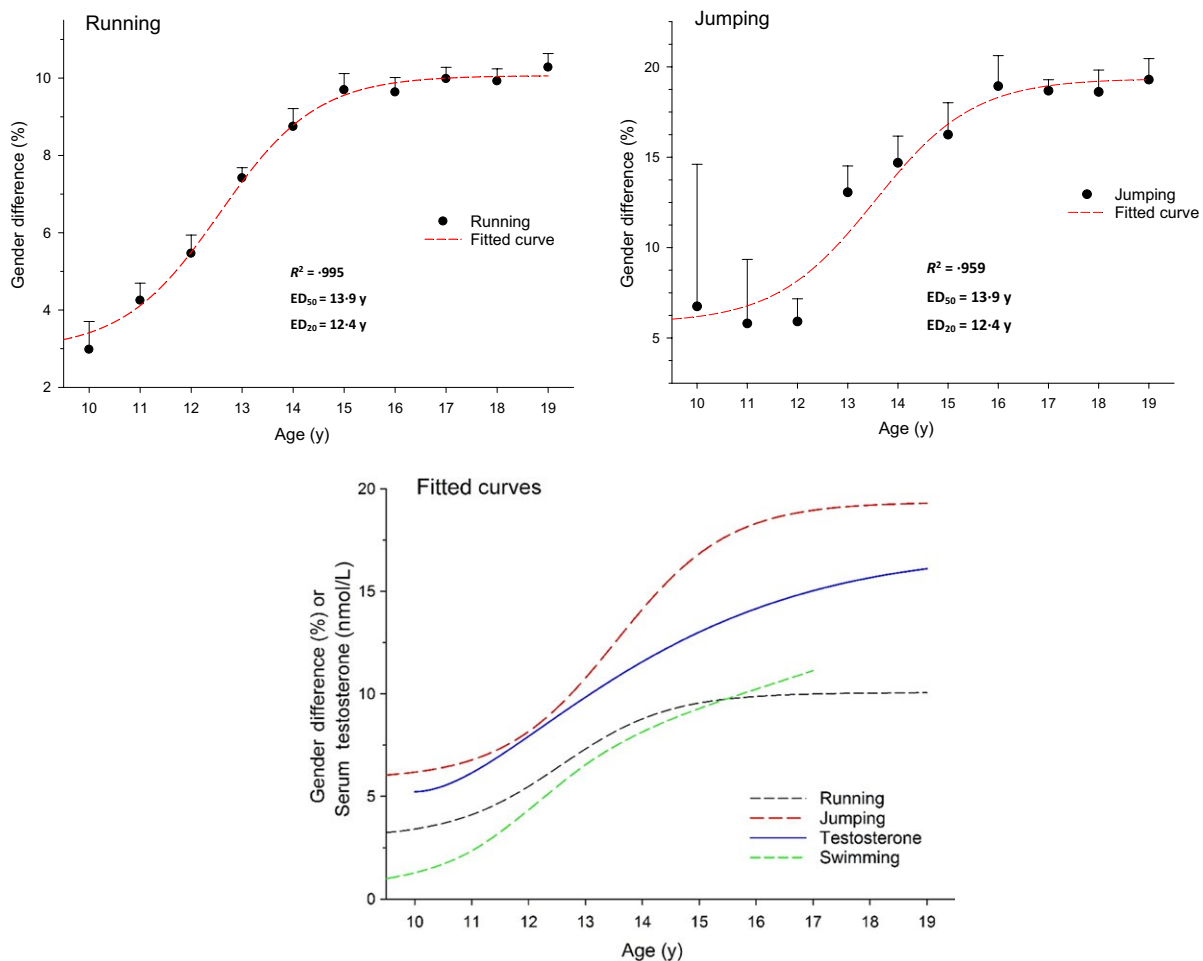 Running
Gender difference (%)
10
8
6
4
2
Running
Fitted curve
R² = ·995
ED₅₀ = 13·9 y
ED₂₀ = 12·4 y
10 11 12 13 14 15 16 17 18 19
Age (y)
Jumping
Gender difference (%)
20
15
10
5
Jumping
Fitted curve
R² = ·959
ED₅₀ = 13·9 y
ED₂₀ = 12·4 y
10 11 12 13 14 15 16 17 18 19
Age (y)
Fitted curves
Gender difference (%) or
Serum testosterone (nmol/L)
20
15
10
5
0
Running
Jumping
Testosterone
Swimming
10 11 12 13 14 15 16 17 18 19
Age (y)